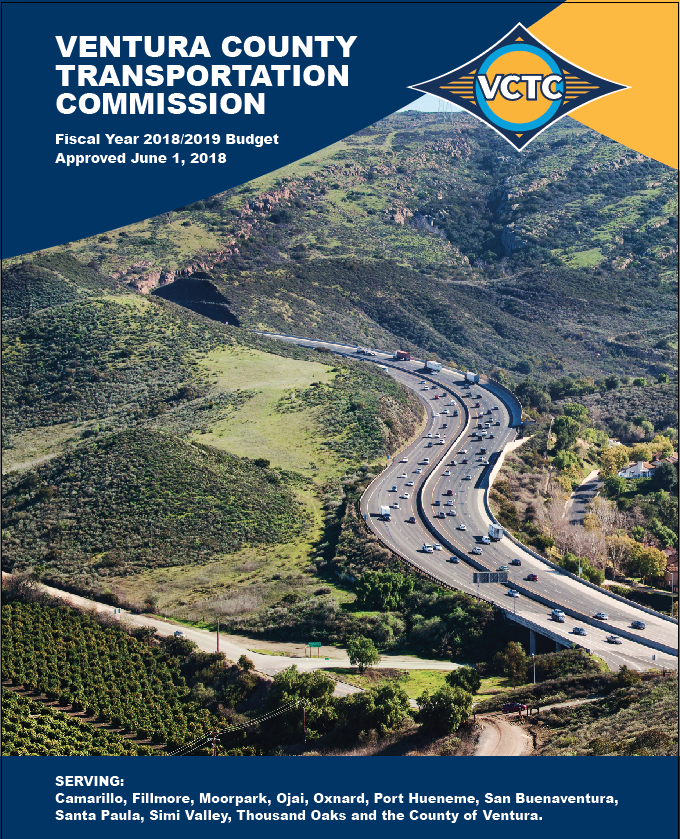 VENTURA COUNTY
TRANSPORTATION
COMMISSION
VCTC
Fiscal Year 2018/2019 Budget
Approved June 1, 2018
SERVING:
Camarillo, Fillmore, Moorpark, Ojai, Oxnard, Port Hueneme, San Buenaventura,
Santa Paula, Simi Valley, Thousand Oaks and the County of Ventura.